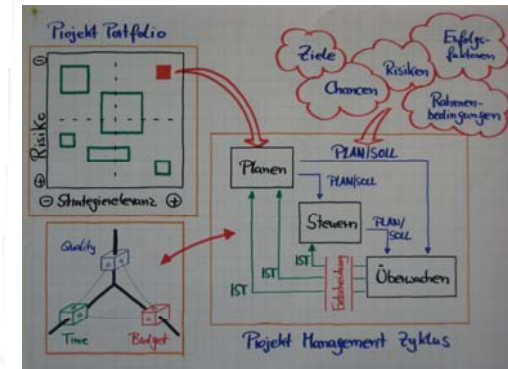 Projekt Portfolio
Risiko
Strategierelevanz
Ziele
Chancen
Risiken
Erfolgs-
faktoren
Rahmen-
bedingungen
Planen
PLAN/SOLL
PLAN/SOLL
Steuern
PLAN/
SOLL
IST
IST
IST
Entscheidung
Überwachen
Quality
Time
Budget
Projekt Management Zyklus